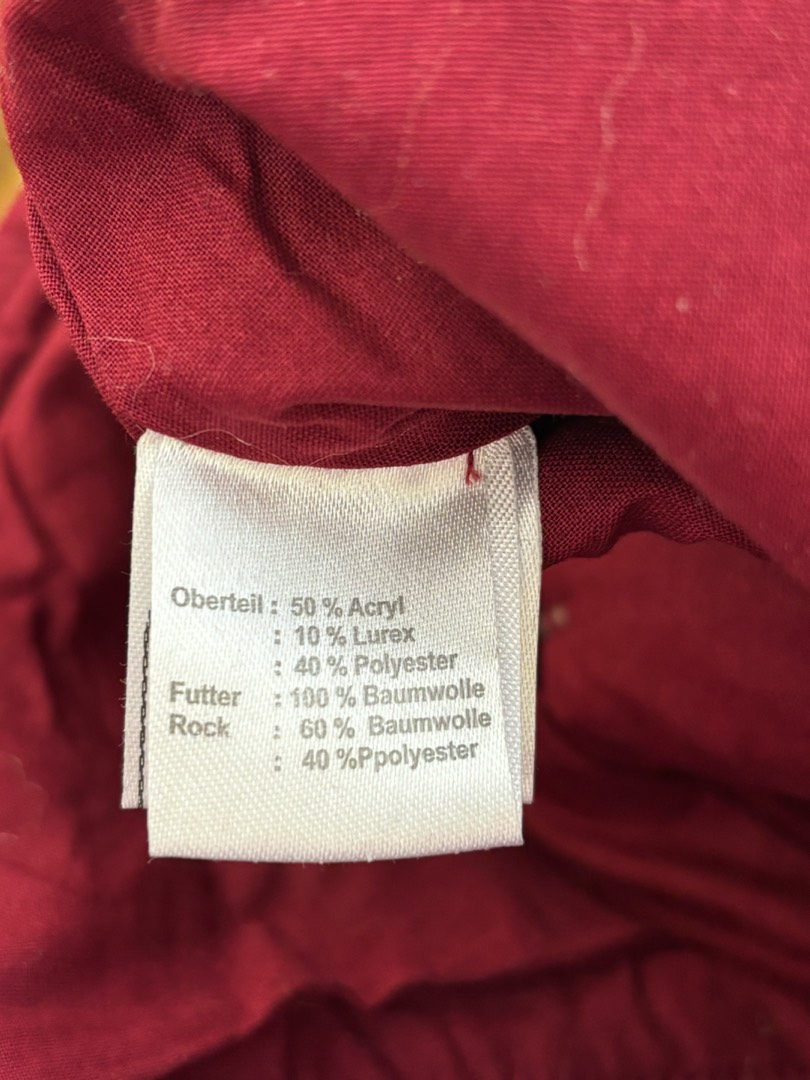 Oberteil : 50 % Acryl
: 10 % Lurex
: 40 % Polyester
Futter : 100 % Baumwolle
Rock : 60 % Baumwolle
: 40 %Ppolyester